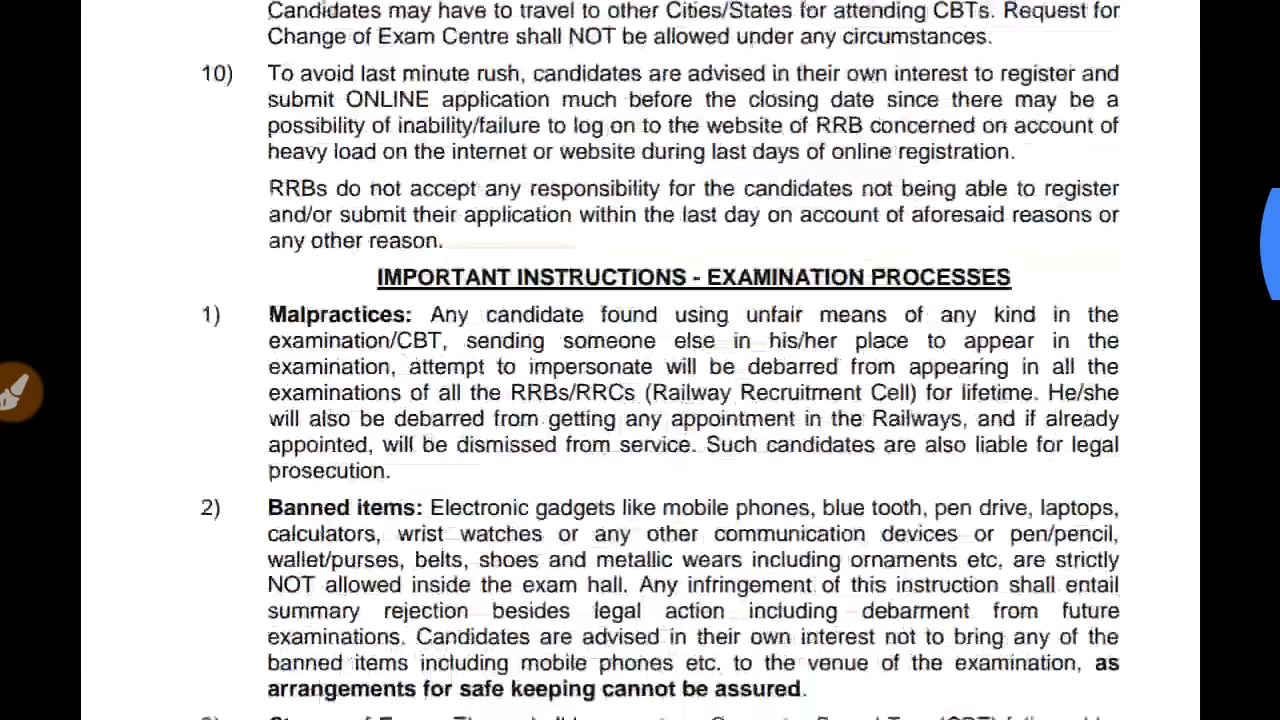 Candidates may have to travel to other Cities/States for attending CBTs. Request for
Change of Exam Centre shall NOT be allowed under any circumstances.
10) To avoid last minute rush, candidates are advised in their own interest to register and
submit ONLINE application much before the closing date since there may be a
possibility of inability/failure to log on to the website of RRB concerned on account of
heavy load on the internet or website during last days of online registration.
RRBs do not accept any responsibility for the candidates not being able to register
and/or submit their application within the last day on account of aforesaid reasons or
any other reason.
IMPORTANT INSTRUCTIONS - EXAMINATION PROCESSES
1) Malpractices: Any candidate found using unfair means of any kind in the
examination/CBT, sending someone else in his/her place to appear in the
examination, attempt to impersonate will be debarred from appearing in all the
examinations of all the RRBs/RRCs (Railway Recruitment Cell) for lifetime. He/she
will also be debarred from getting any appointment in the Railways, and if already
appointed, will be dismissed from service. Such candidates are also liable for legal
prosecution.
2) Banned items: Electronic gadgets like mobile phones, blue tooth, pen drive, laptops,
calculators, wrist watches or any other communication devices or pen/pencil,
wallet/purses, belts, shoes and metallic wears including ornaments etc, are strictly
NOT allowed inside the exam hall. Any infringement of this instruction shall entail
summary rejection besides legal action including debarment from future
examinations. Candidates are advised in their own interest not to bring any of the
banned items including mobile phones etc. to the venue of the examination, as
arrangements for safe keeping cannot be assured.